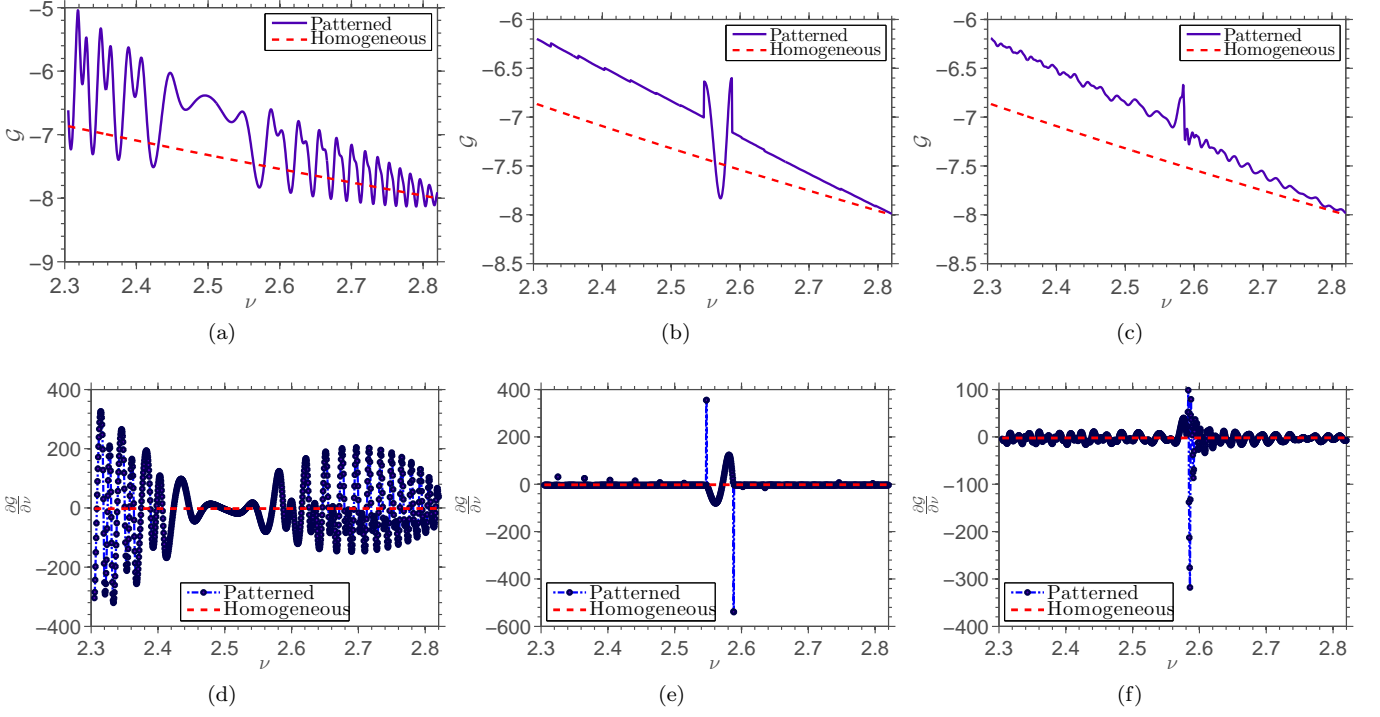 Patterned
Homogeneous
-5
-6
-7
-8
-9
𝒢
2.3 2.4 2.5 2.6 2.7 2.8
ν
(a)
Patterned
Homogeneous
-6
-6.5
-7
-7.5
-8
-8.5
𝒢
2.3 2.4 2.5 2.6 2.7 2.8
ν
(b)
Patterned
Homogeneous
-6
-6.5
-7
-7.5
-8
-8.5
𝒢
2.3 2.4 2.5 2.6 2.7 2.8
ν
(c)
400
200
0
-200
-400
∂𝒢/∂ν
Patterned
Homogeneous
2.3 2.4 2.5 2.6 2.7 2.8
ν
(d)
400
200
0
-200
-400
-600
∂𝒢/∂ν
Patterned
Homogeneous
2.3 2.4 2.5 2.6 2.7 2.8
ν
(e)
100
0
-100
-200
-300
-400
∂𝒢/∂ν
Patterned
Homogeneous
2.3 2.4 2.5 2.6 2.7 2.8
ν
(f)